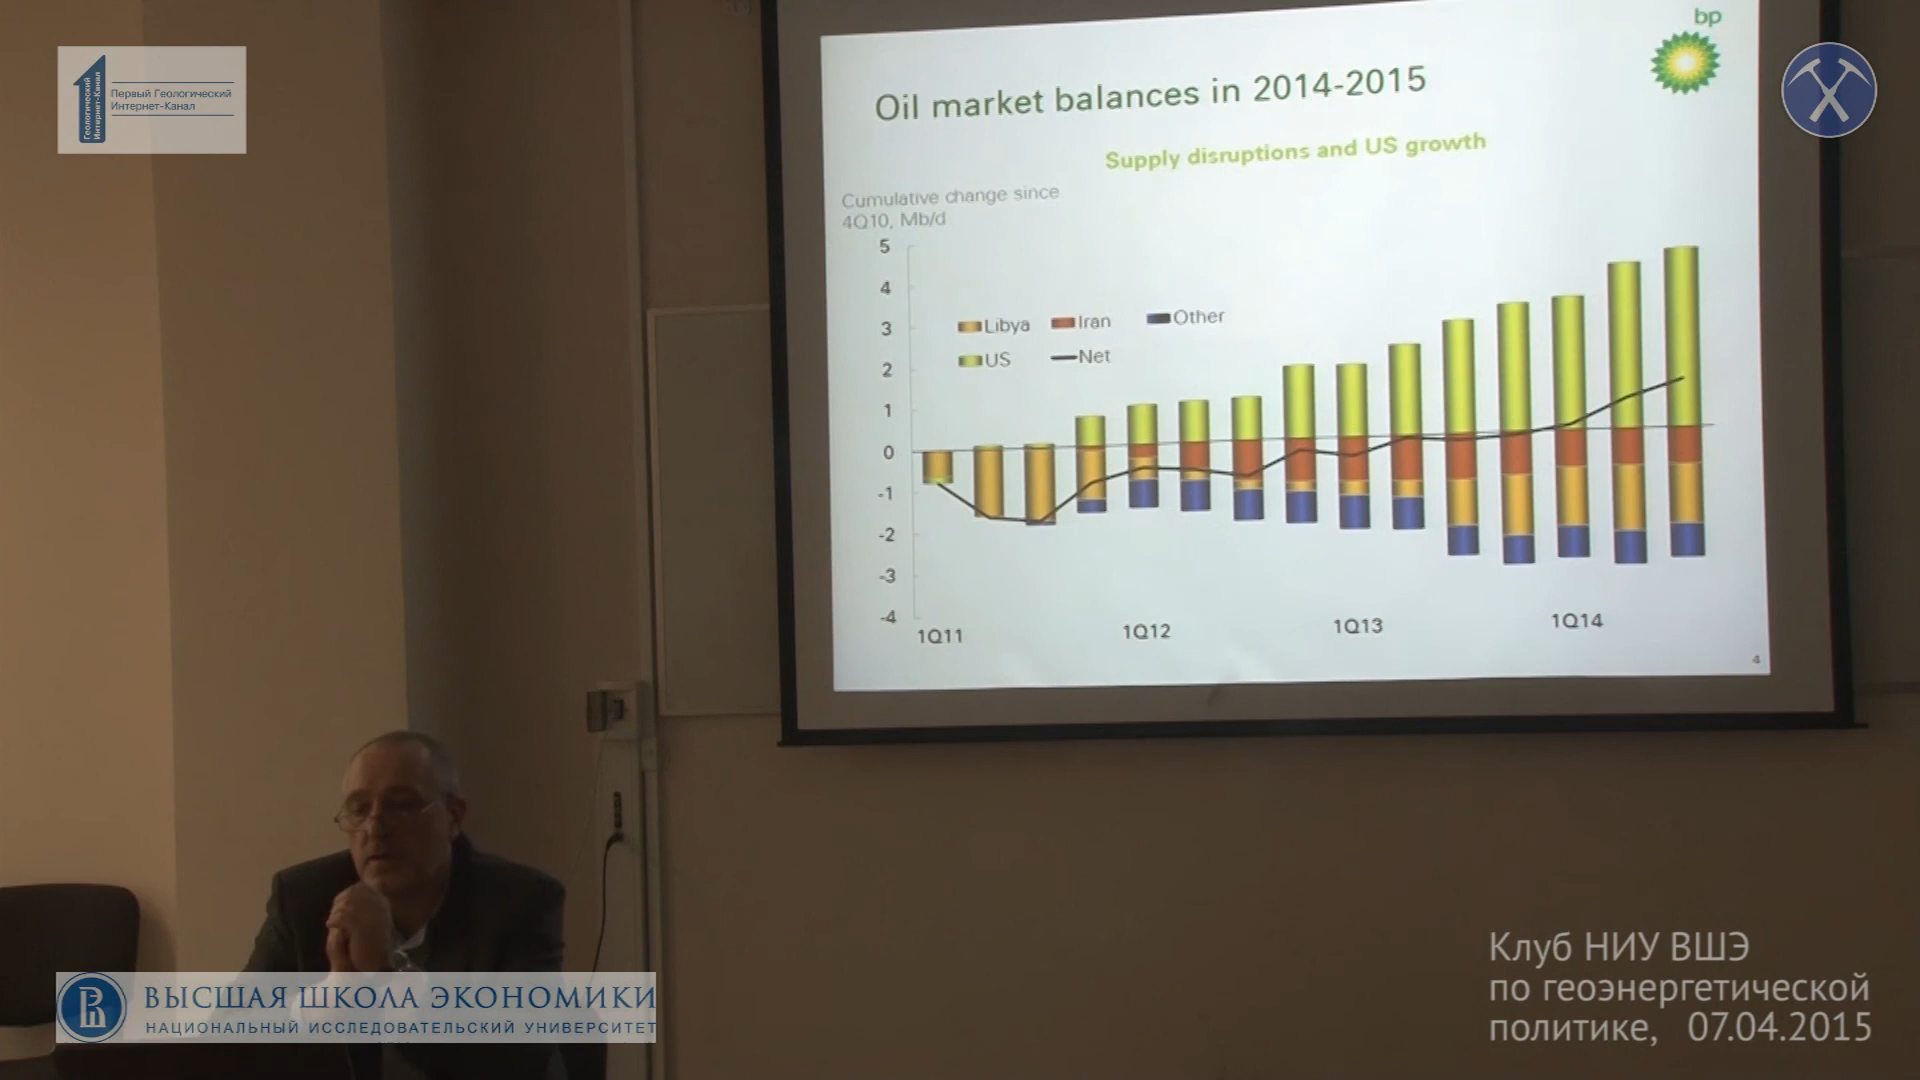 Геологический
Интернет-Канал
Первый Геологический
Интернет-Канал
bp
Oil market balances in 2014-2015
Supply disruptions and US growth
Cumulative change since
4Q10, Mb/d
5
4
3
2
1
0
-1
-2
-3
-4
Libya Iran Other
US Net
1Q11 1Q12 1Q13 1Q14
4
ВЫСШАЯ ШКОЛА ЭКОНОМИКИ
НАЦИОНАЛЬНЫЙ ИССЛЕДОВАТЕЛЬСКИЙ УНИВЕРСИТЕТ
Клуб НИУ ВШЭ
по геоэнергетической
политике, 07.04.2015